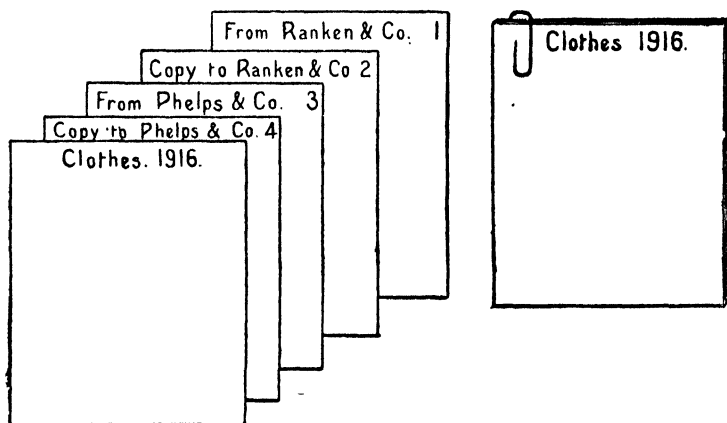 From Ranken & Co. 1
Copy to Ranken & Co 2
From Phelps & Co. 3
Copy to Phelps & Co. 4
Clothes. 1916.
Clothes 1916.